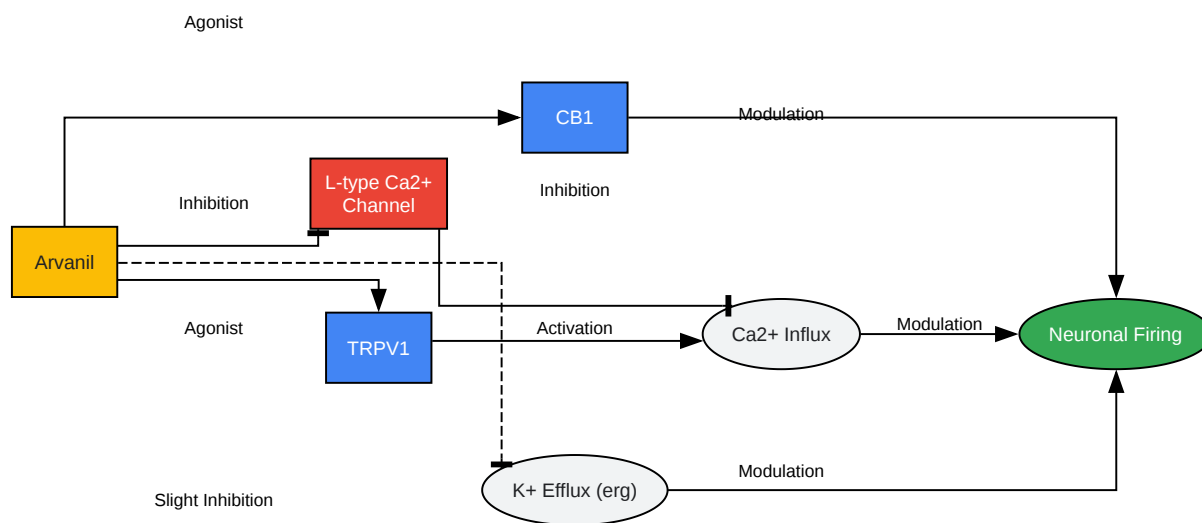 Agonist
CB1
Modulation
L-type Ca2+
Channel
Inhibition
Inhibition
Arvanil
Agonist
TRPV1
Activation
Ca2+ Influx
Modulation
Neuronal Firing
Modulation
K+ Efflux (erg)
Slight Inhibition